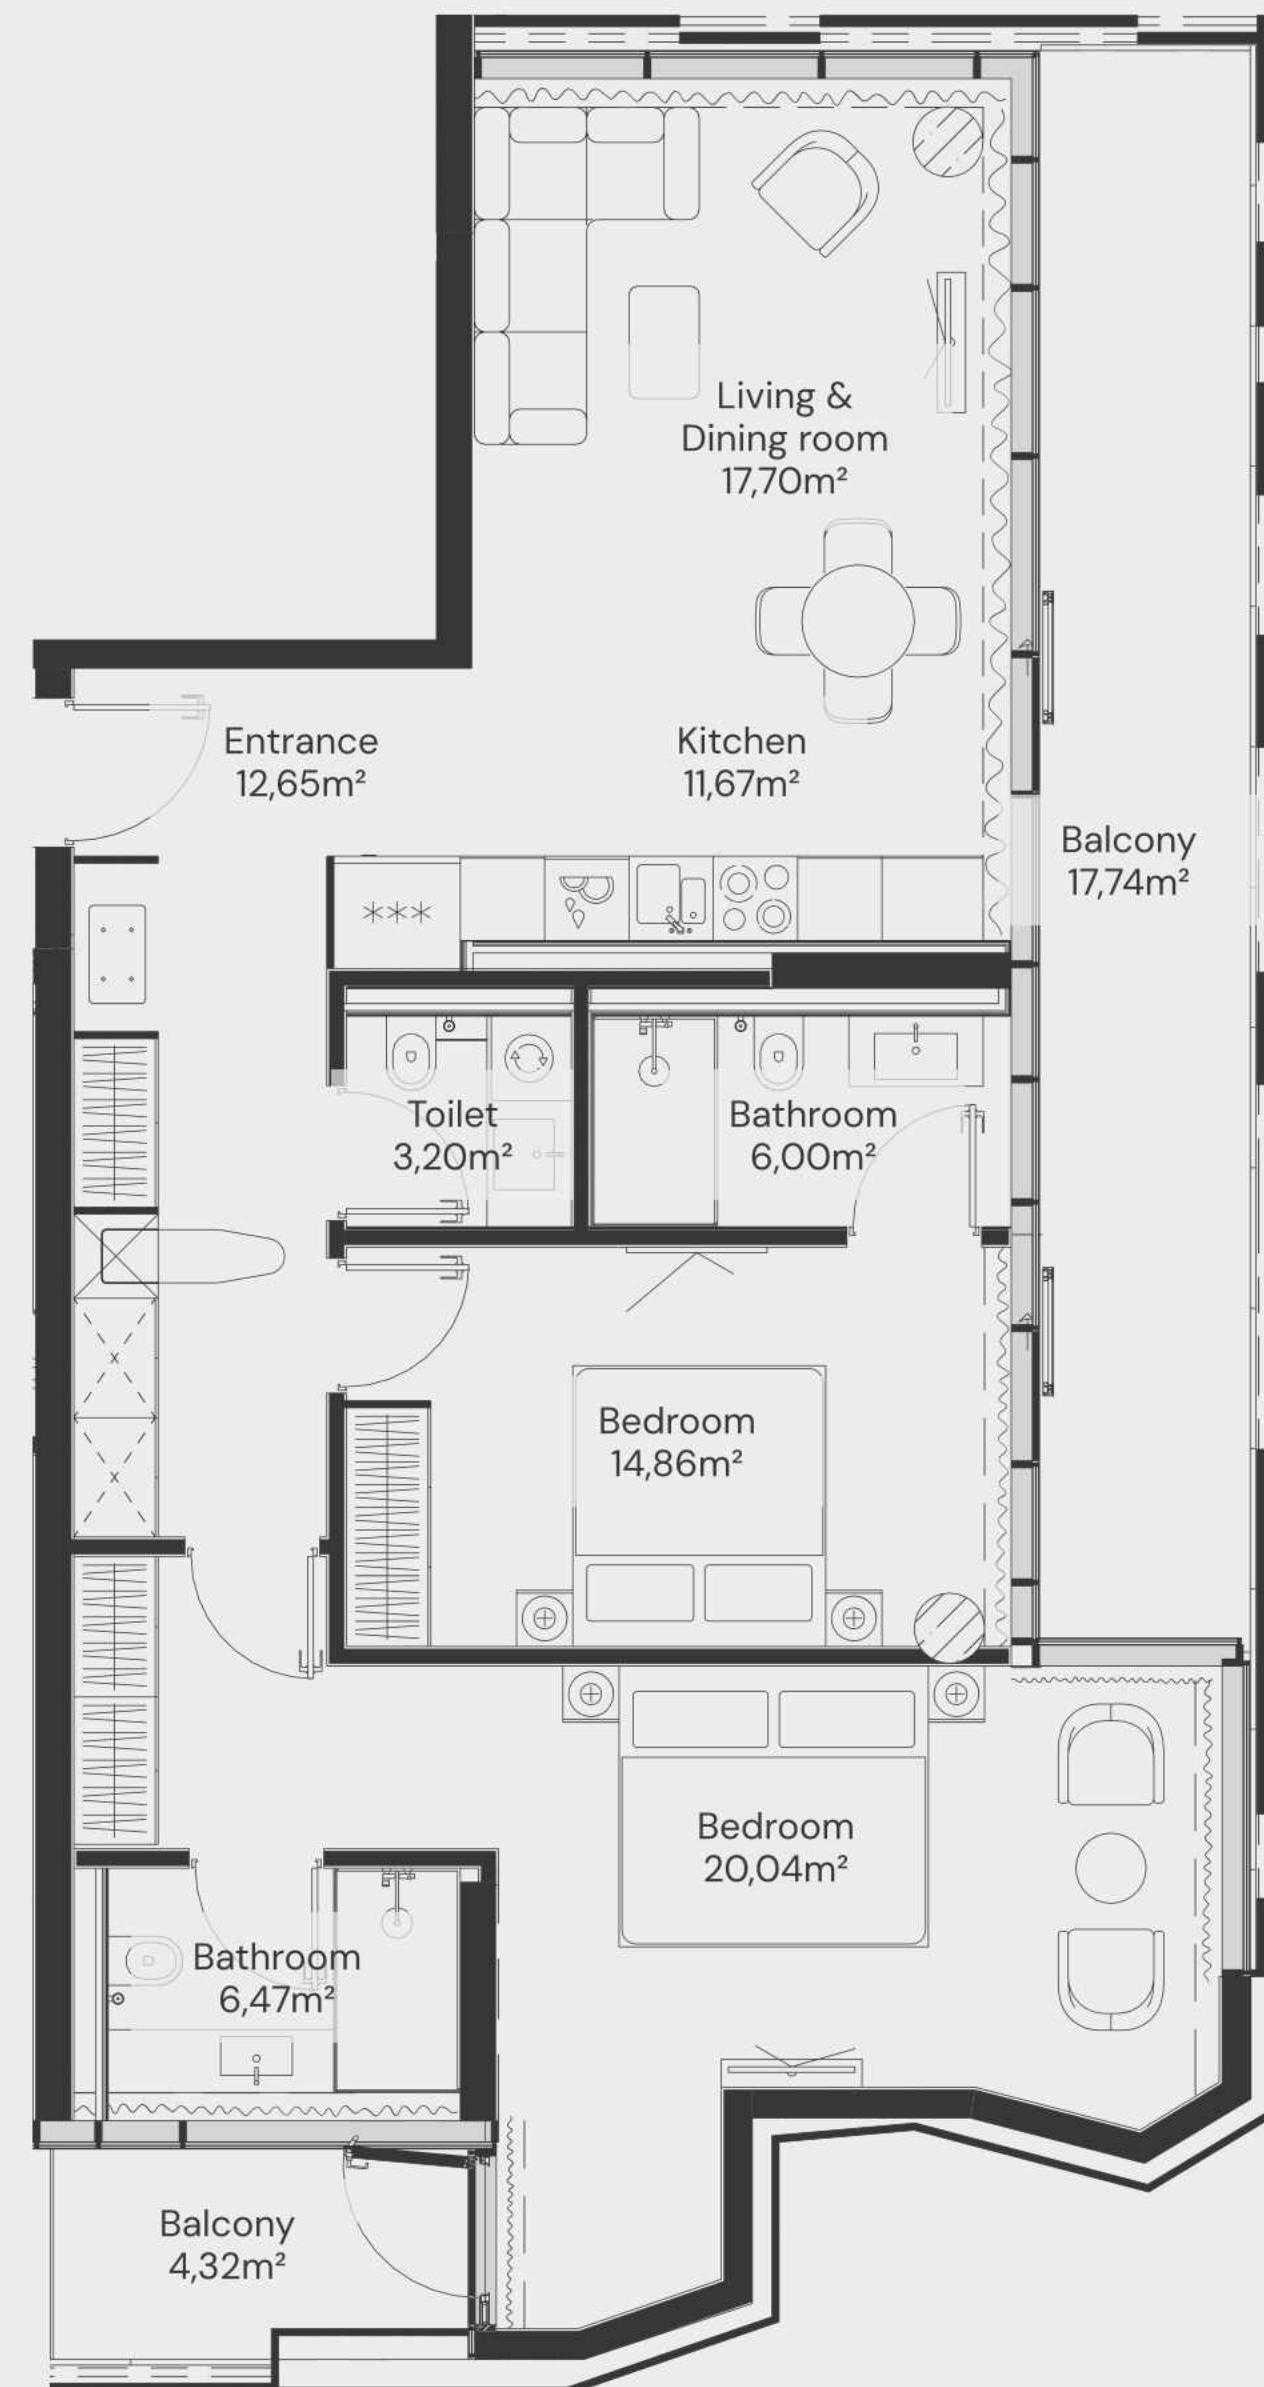 Living &
Dining room
17,70m²
Entrance
12,65m²
Kitchen
11,67m²
Balcony
17,74m²
Toilet
3,20m²
Bathroom
6,00m²
Bedroom
14,86m²
Bedroom
20,04m²
Bathroom
6,47m²
Balcony
4,32m²